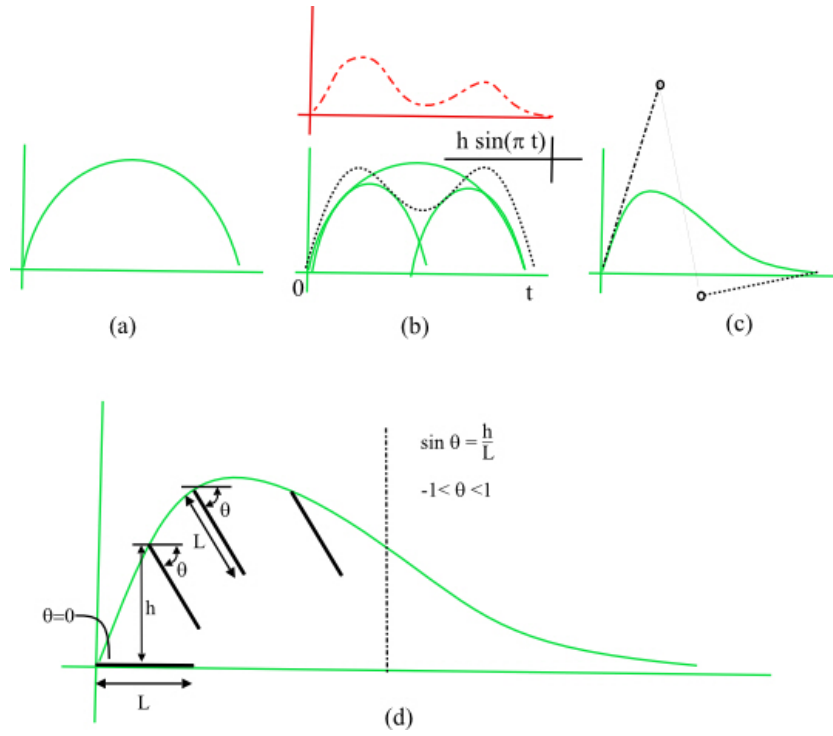 h sin(π t)
0
t
(a)
(b)
(c)
sin θ = h/L
-1< θ <1
θ
L
θ
h
θ=0
L
(d)